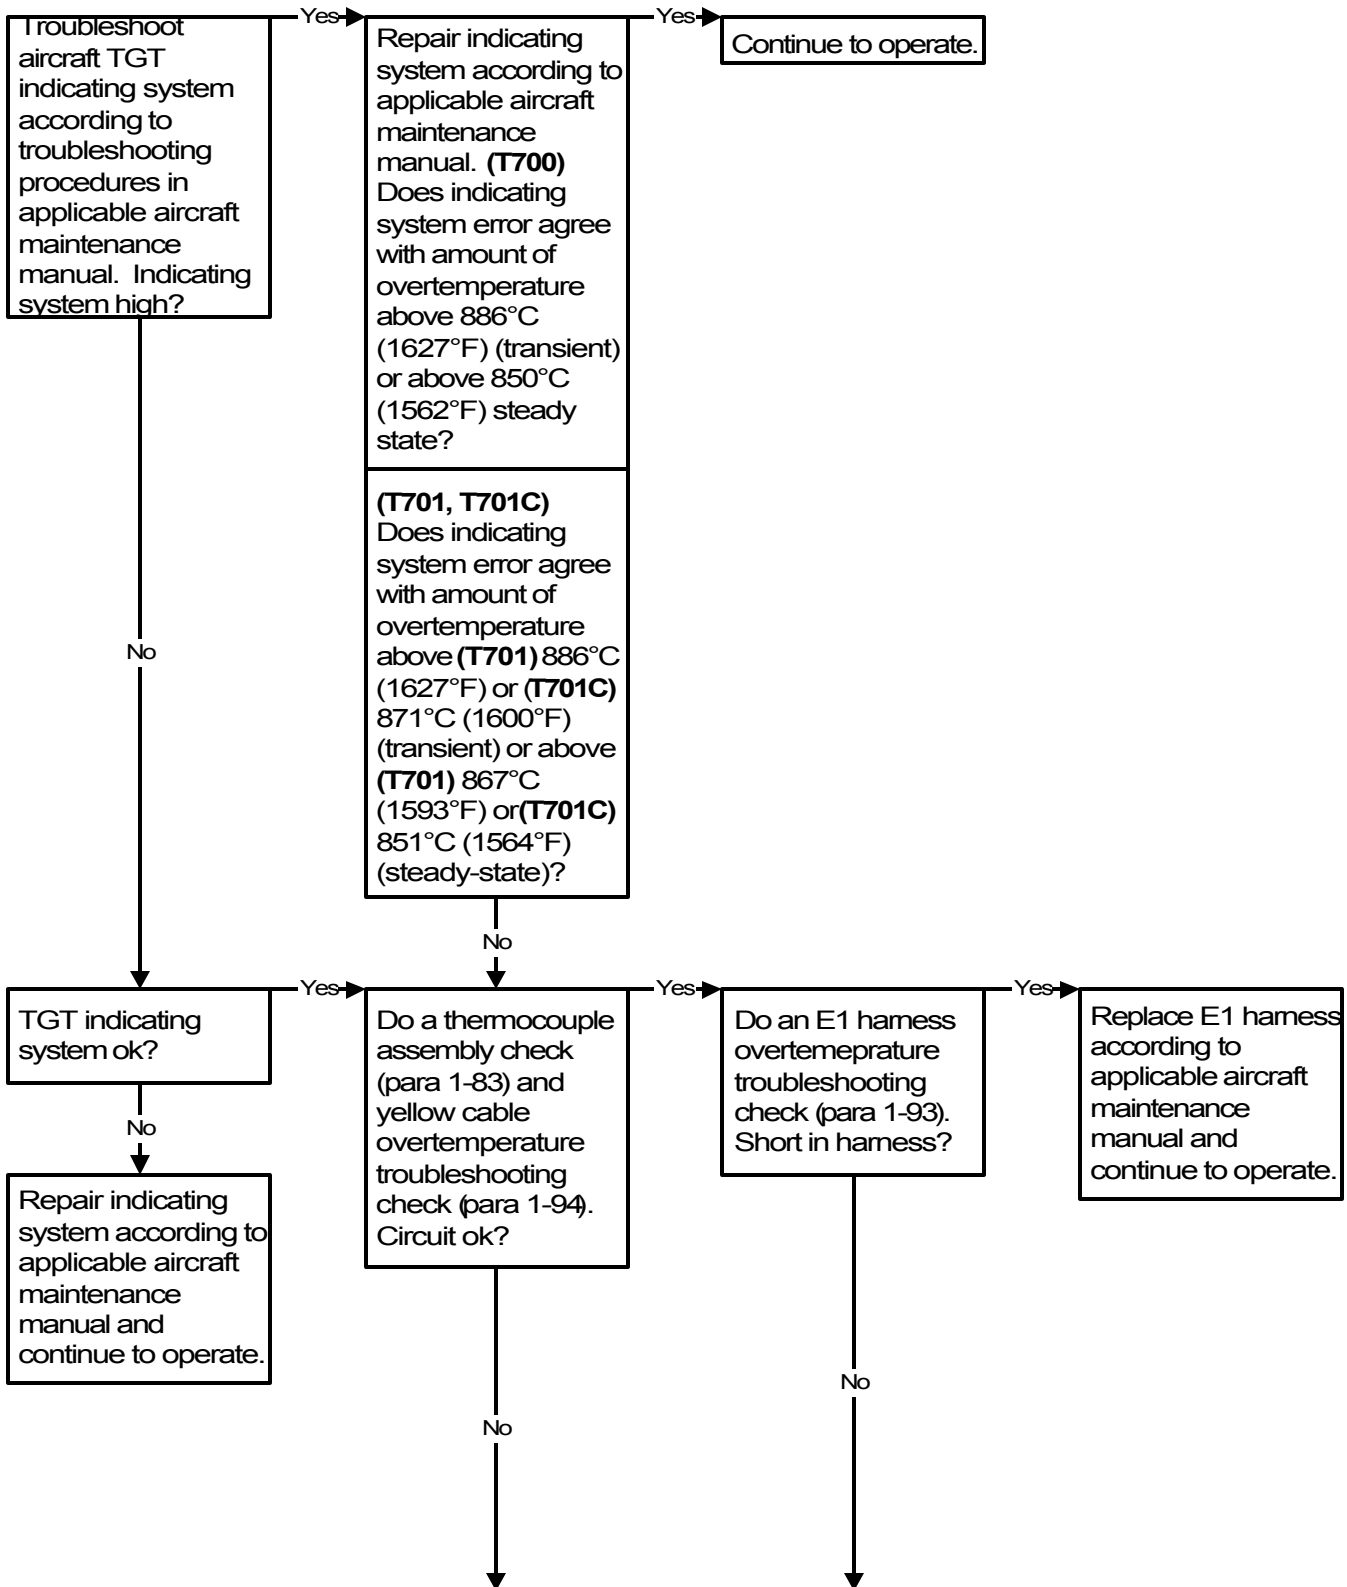 Troubleshoot
aircraft TGT
indicating system
according to
troubleshooting
procedures in
applicable aircraft
maintenance
manual. Indicating
system high?
Yes
Repair indicating
system according to
applicable aircraft
maintenance
manual. (T700)
Does indicating
system error agree
with amount of
overtemperature
above 886°C
(1627°F) (transient)
or above 850°C
(1562°F) steady
state?
Yes
Continue to operate.
(T701, T701C)
Does indicating
system error agree
with amount of
overtemperature
above (T701) 886°C
(1627°F) or (T701C)
871°C (1600°F)
(transient) or above
(T701) 867°C
(1593°F) or (T701C)
851°C (1564°F)
(steady-state)?
No
No
TGT indicating
system ok?
Yes
Do a thermocouple
assembly check
(para 1-83) and
yellow cable
overtemperature
troubleshooting
check (para 1-94).
Circuit ok?
Yes
Do an E1 harness
overtemeprature
troubleshooting
check (para 1-93).
Short in harness?
Yes
Replace E1 harness
according to
applicable aircraft
maintenance
manual and
continue to operate.
No
Repair indicating
system according to
applicable aircraft
maintenance
manual and
continue to operate.
No
No